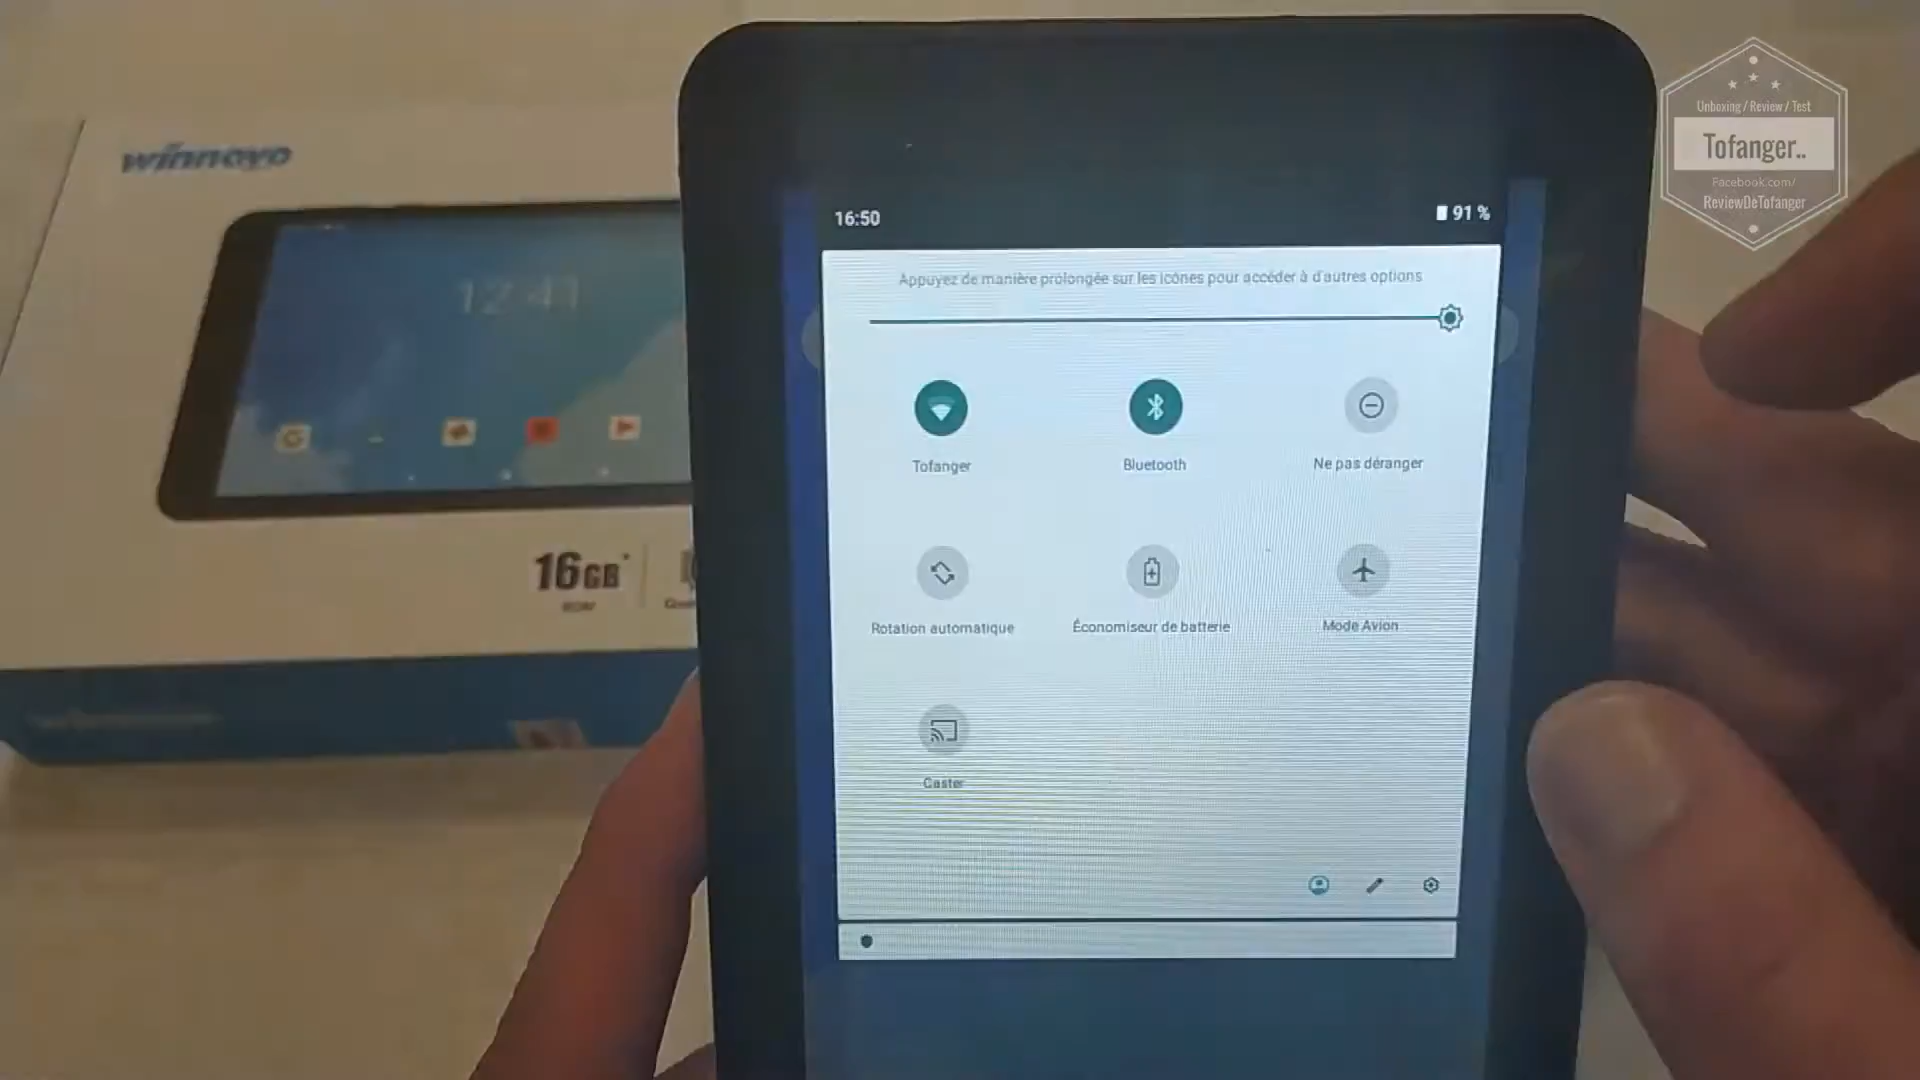 winnovo
12:41
16GB*
ROM
16:50
91 %
Appuyez de manière prolongée sur les icônes pour accéder à d'autres options
Tofanger
Bluetooth
Ne pas déranger
Rotation automatique
Économiseur de batterie
Mode Avion
Caster
Unboxing / Review / Test
Tofanger..
Facebook.com/
ReviewDeTofanger